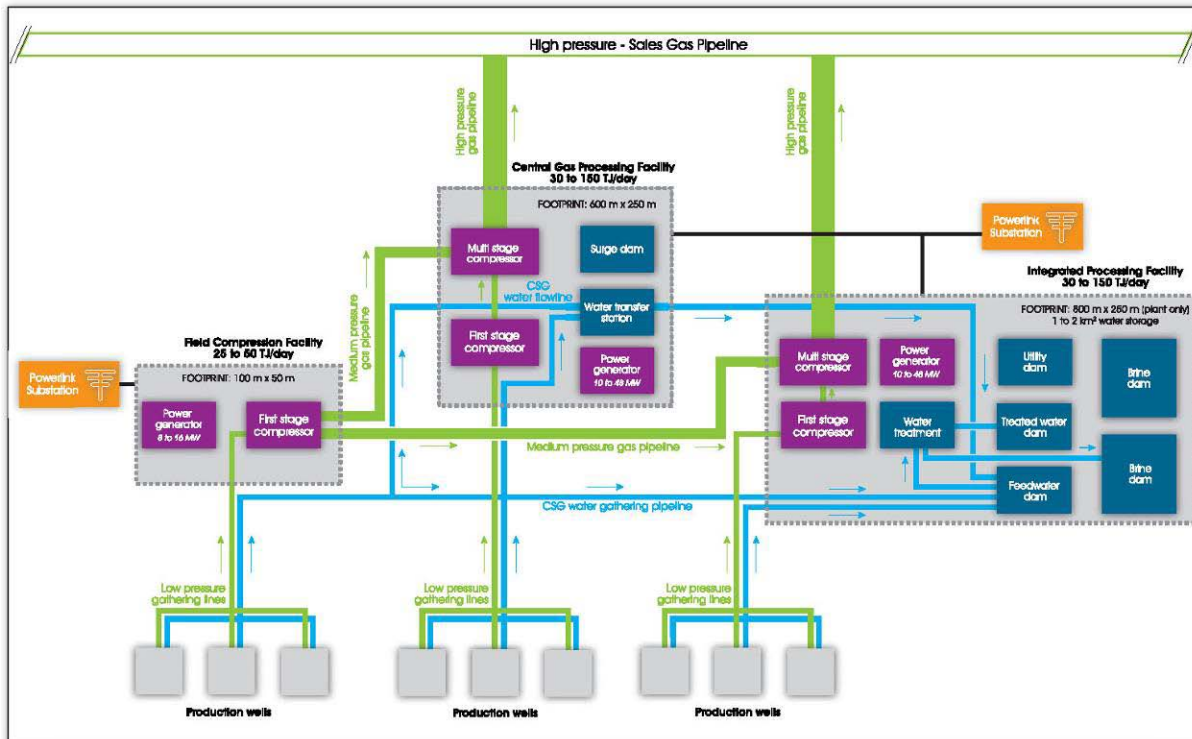 High pressure - Sales Gas Pipeline
High pressure
gas pipeline
High pressure
gas pipeline
Central Gas Processing Facility
30 to 150 TJ/day
FOOTPRINT: 600 m x 250 m
Multi stage
compressor
Surge dam
CSG
water flowline
Water transfer
station
First stage
compressor
Power
generator
10 to 48 MW
Powerlink
Substation
Integrated Processing Facility
30 to 150 TJ/day
FOOTPRINT: 800 m x 250 m (plant only)
1 to 2 km² water storage
Multi stage
compressor
Power
generator
10 to 48 MW
Utility
dam
Brine
dam
First stage
compressor
Water
treatment
Treated water
dam
Feedwater
dam
Brine
dam
Medium pressure
gas pipeline
Field Compression Facility
25 to 50 TJ/day
FOOTPRINT: 100 m x 50 m
Powerlink
Substation
Power
generator
8 to 16 MW
First stage
compressor
Medium pressure gas pipeline
CSG water gathering pipeline
Low pressure
gathering lines
Low pressure
gathering lines
Low pressure
gathering lines
Production wells
Production wells
Production wells